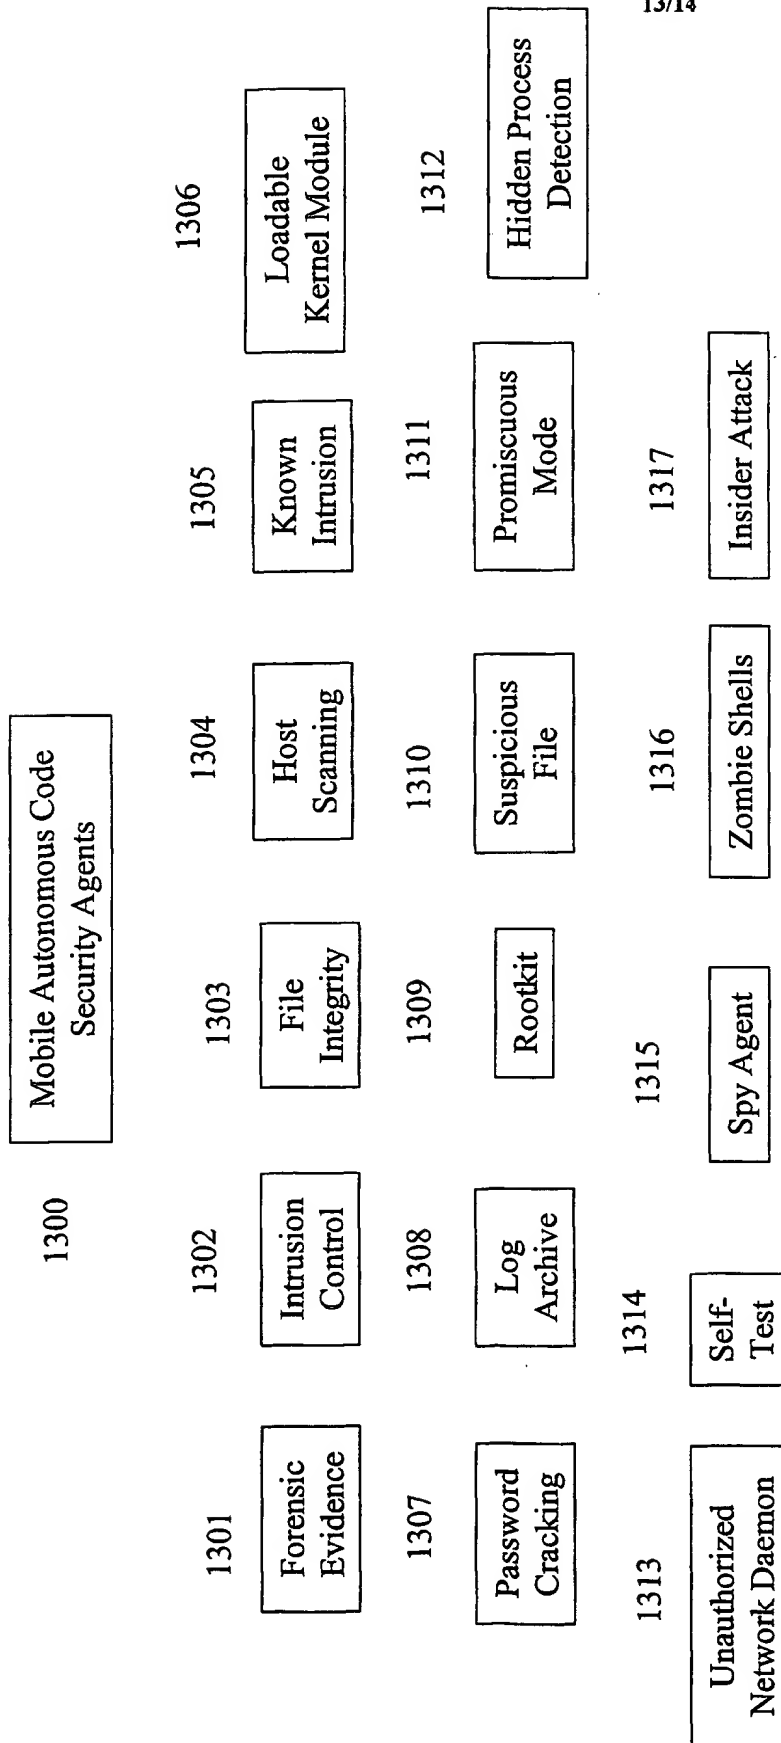 13/14
1300
Mobile Autonomous Code
Security Agents
1301
Forensic
Evidence
1302
Intrusion
Control
1303
File
Integrity
1304
Host
Scanning
1305
Known
Intrusion
1306
Loadable
Kernel Module
1307
Password
Cracking
1308
Log
Archive
1309
Rootkit
1310
Suspicious
File
1311
Promiscuous
Mode
1312
Hidden Process
Detection
1313
Unauthorized
Network Daemon
1314
Self-
Test
1315
Spy Agent
1316
Zombie Shells
1317
Insider Attack